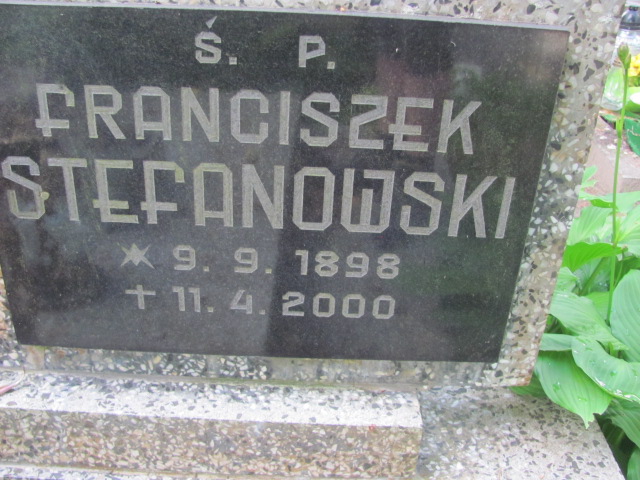 Ś. P.
FRANCISZEK
STEFANOWSKI
* 9. 9. 1898
+ 11. 4. 2000